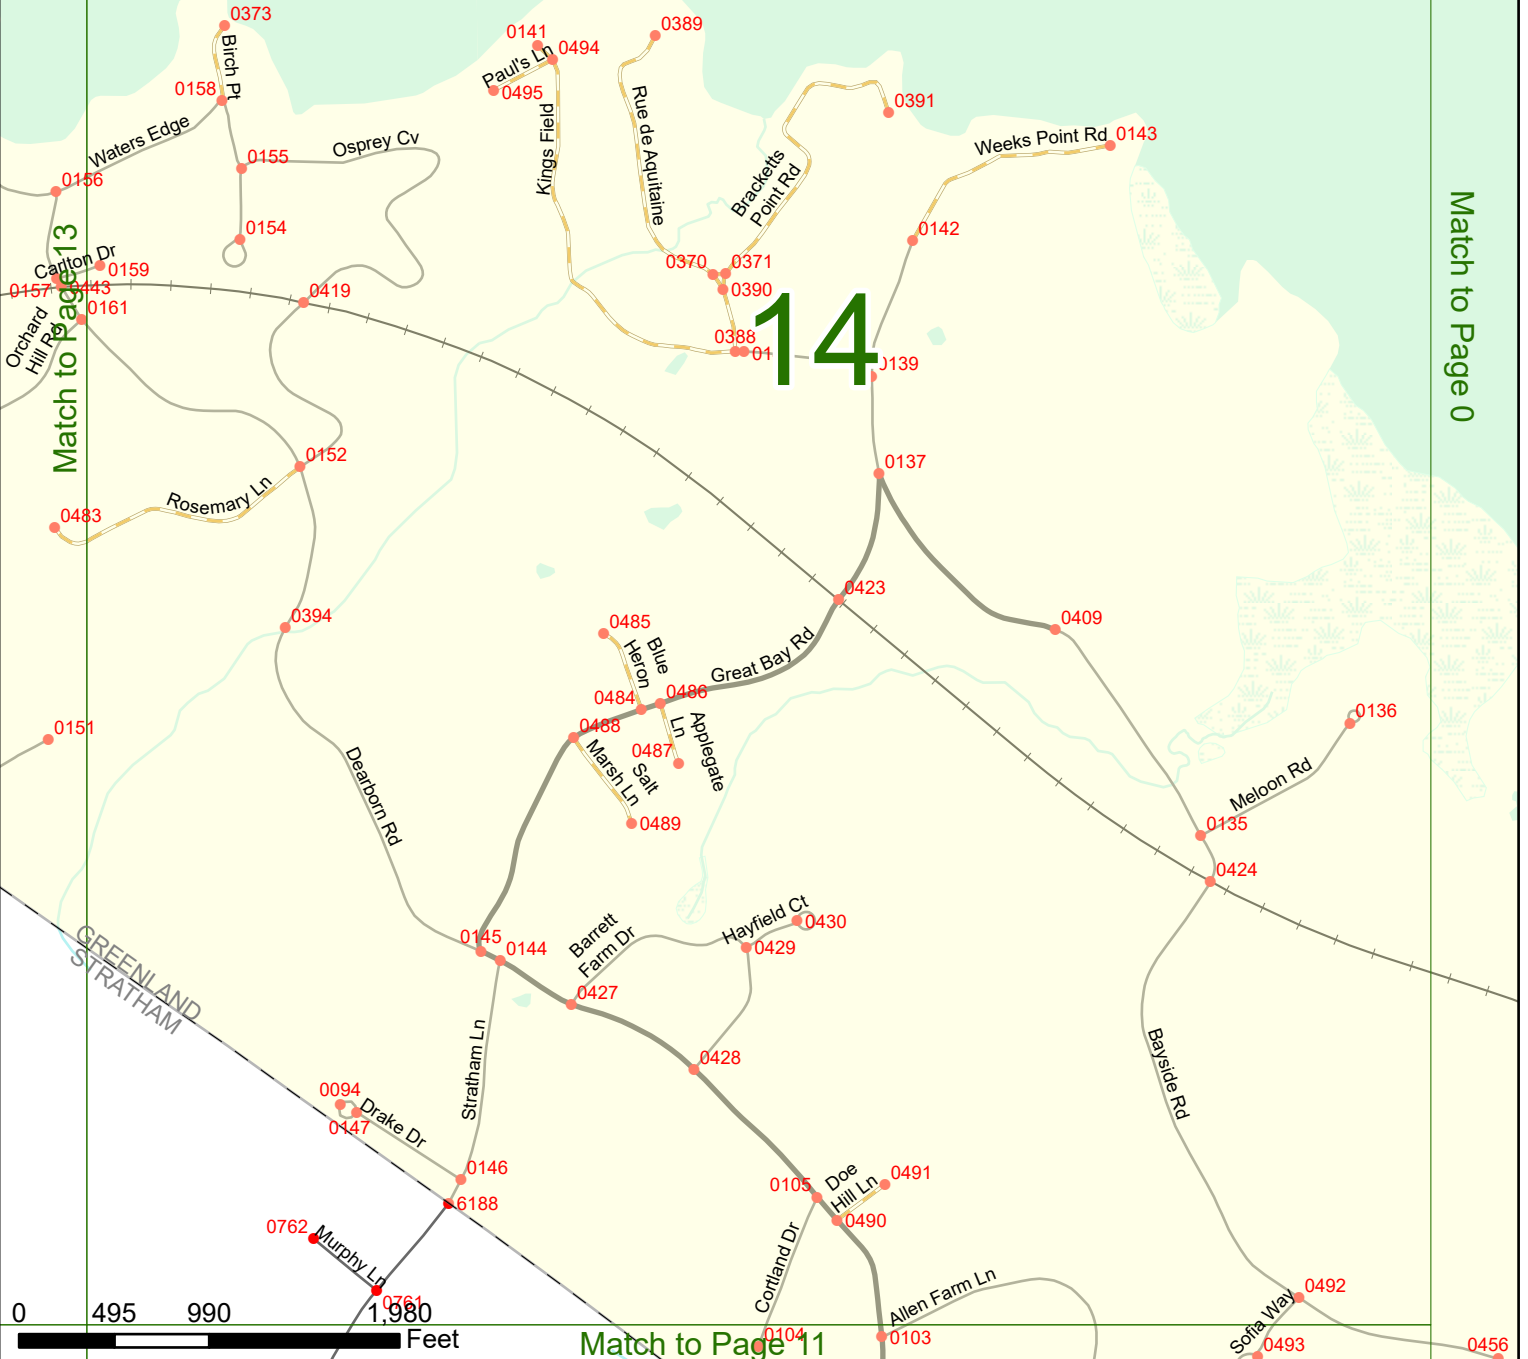 0373
0141
0389
0494
Birch Pt
Paul's Ln
0158
0495
0391
Rue de Aquitaine
Kings Field
Waters Edge
Osprey Cv
Weeks Point Rd
0143
0155
0156
Bracketts
Point Rd
0154
0142
Match to Page 0
Match to Page 13
Carlton Dr
0159
0157
0443
0370
0371
0419
0390
0161
Orchard
Hill Rd
14
0388
01
0139
0152
0137
Rosemary Ln
0483
0423
0394
0485
0409
Blue
Heron
Great Bay Rd
0484
0486
0136
0151
0488
Applegate
Ln
0487
Salt
Marsh Ln
Meloon Rd
Dearborn Rd
0489
0135
0424
Hayfield Ct
0430
Barrett
Farm Dr
0145
0144
0429
GREENLAND
STRATHAM
0427
Stratham Ln
Bayside Rd
0428
0094
Drake Dr
0147
0146
0105
Doe
Hill Ln
0491
6188
0490
0762
Murphy Ln
Cortland Dr
Allen Farm Ln
0761
0492
0 495 990 1,980
Feet
Sofia Way
Match to Page 11
0104
0103
0493
0456